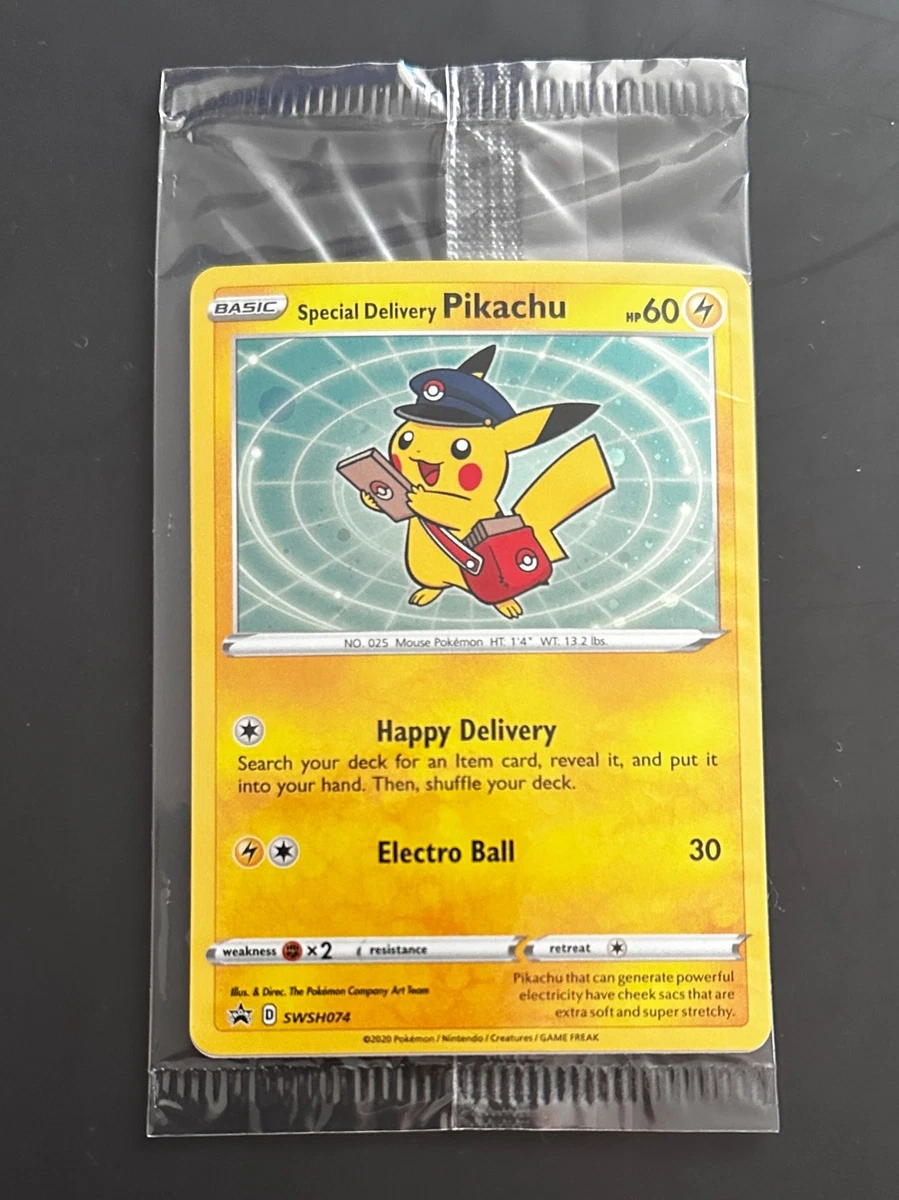 BASIC Special Delivery Pikachu HP 60
NO. 025 Mouse Pokémon HT. 1'4" WT. 13.2 lbs.
Happy Delivery
Search your deck for an Item card, reveal it, and put it
into your hand. Then, shuffle your deck.
Electro Ball 30
weakness ×2 resistance retreat
Pikachu that can generate powerful
electricity have cheek sacs that are
extra soft and super stretchy.
Illus. & Direc. The Pokémon Company Art Team
D SWSH074
©2020 Pokémon / Nintendo / Creatures / GAME FREAK